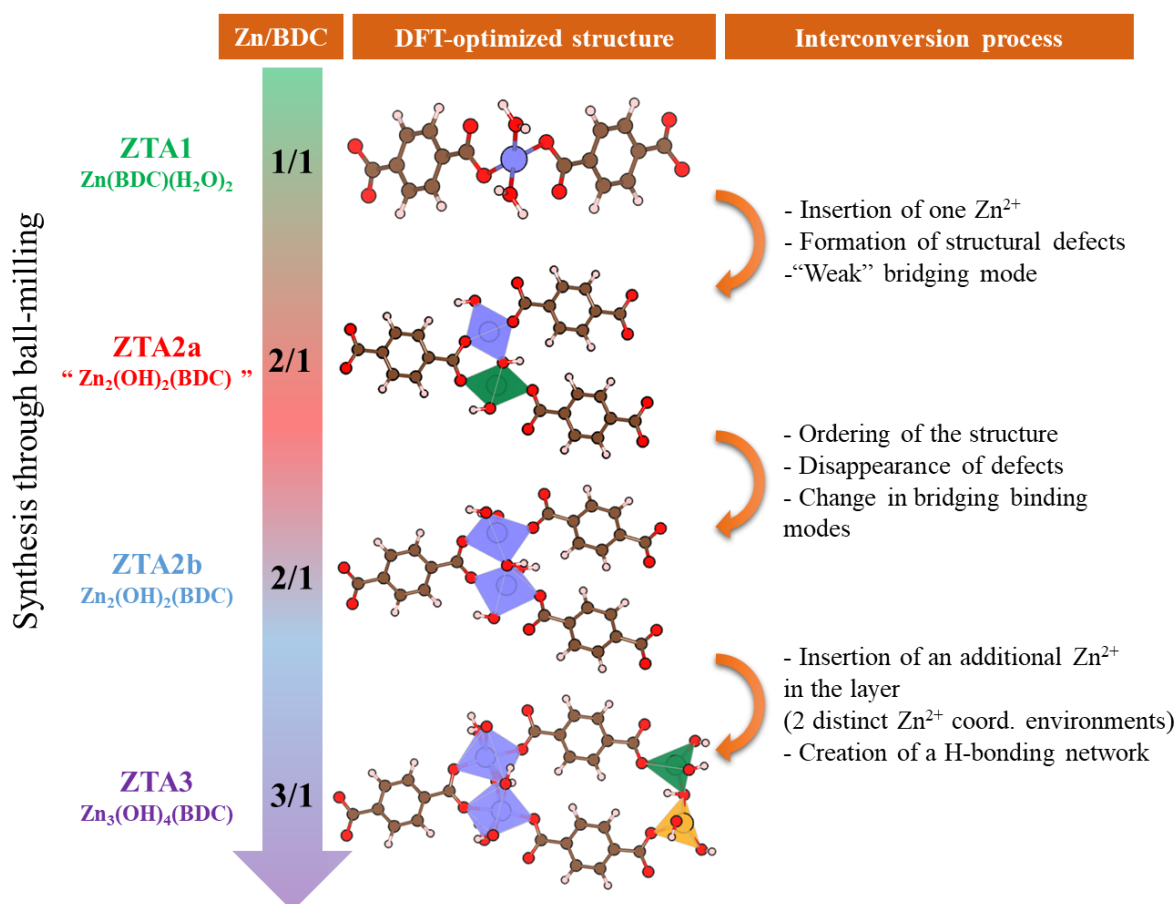 Zn/BDC
DFT-optimized structure
Interconversion process
Synthesis through ball-milling
ZTA1
Zn(BDC)(H₂O)₂
1/1
- Insertion of one Zn²⁺
- Formation of structural defects
-“Weak” bridging mode
ZTA2a
“ Zn₂(OH)₂(BDC) ”
2/1
- Ordering of the structure
- Disappearance of defects
- Change in bridging binding
modes
ZTA2b
Zn₂(OH)₂(BDC)
2/1
- Insertion of an additional Zn²⁺
in the layer
(2 distinct Zn²⁺ coord. environments)
- Creation of a H-bonding network
ZTA3
Zn₃(OH)₄(BDC)
3/1